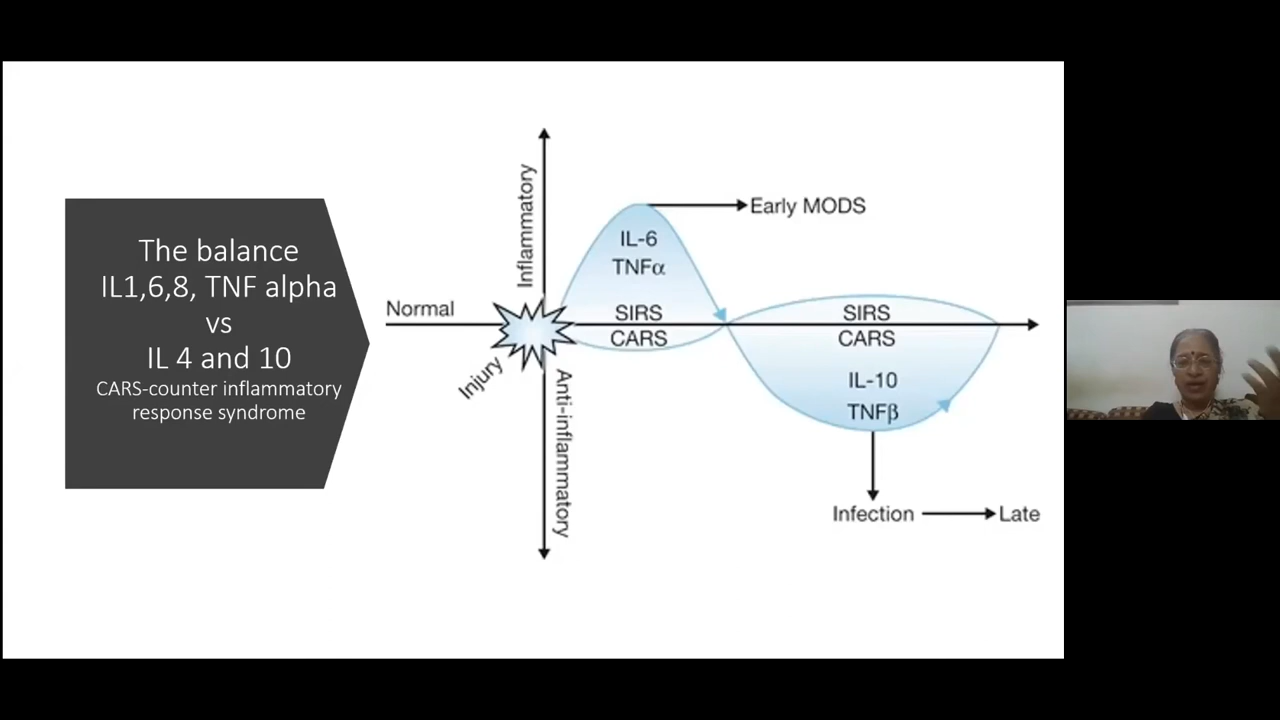 The balance
IL1,6,8, TNF alpha
vs
IL 4 and 10
CARS-counter inflammatory
response syndrome
Inflammatory
Early MODS
IL-6
TNFα
Normal
SIRS
SIRS
CARS
CARS
Injury
Anti-inflammatory
IL-10
TNFβ
Infection
Late